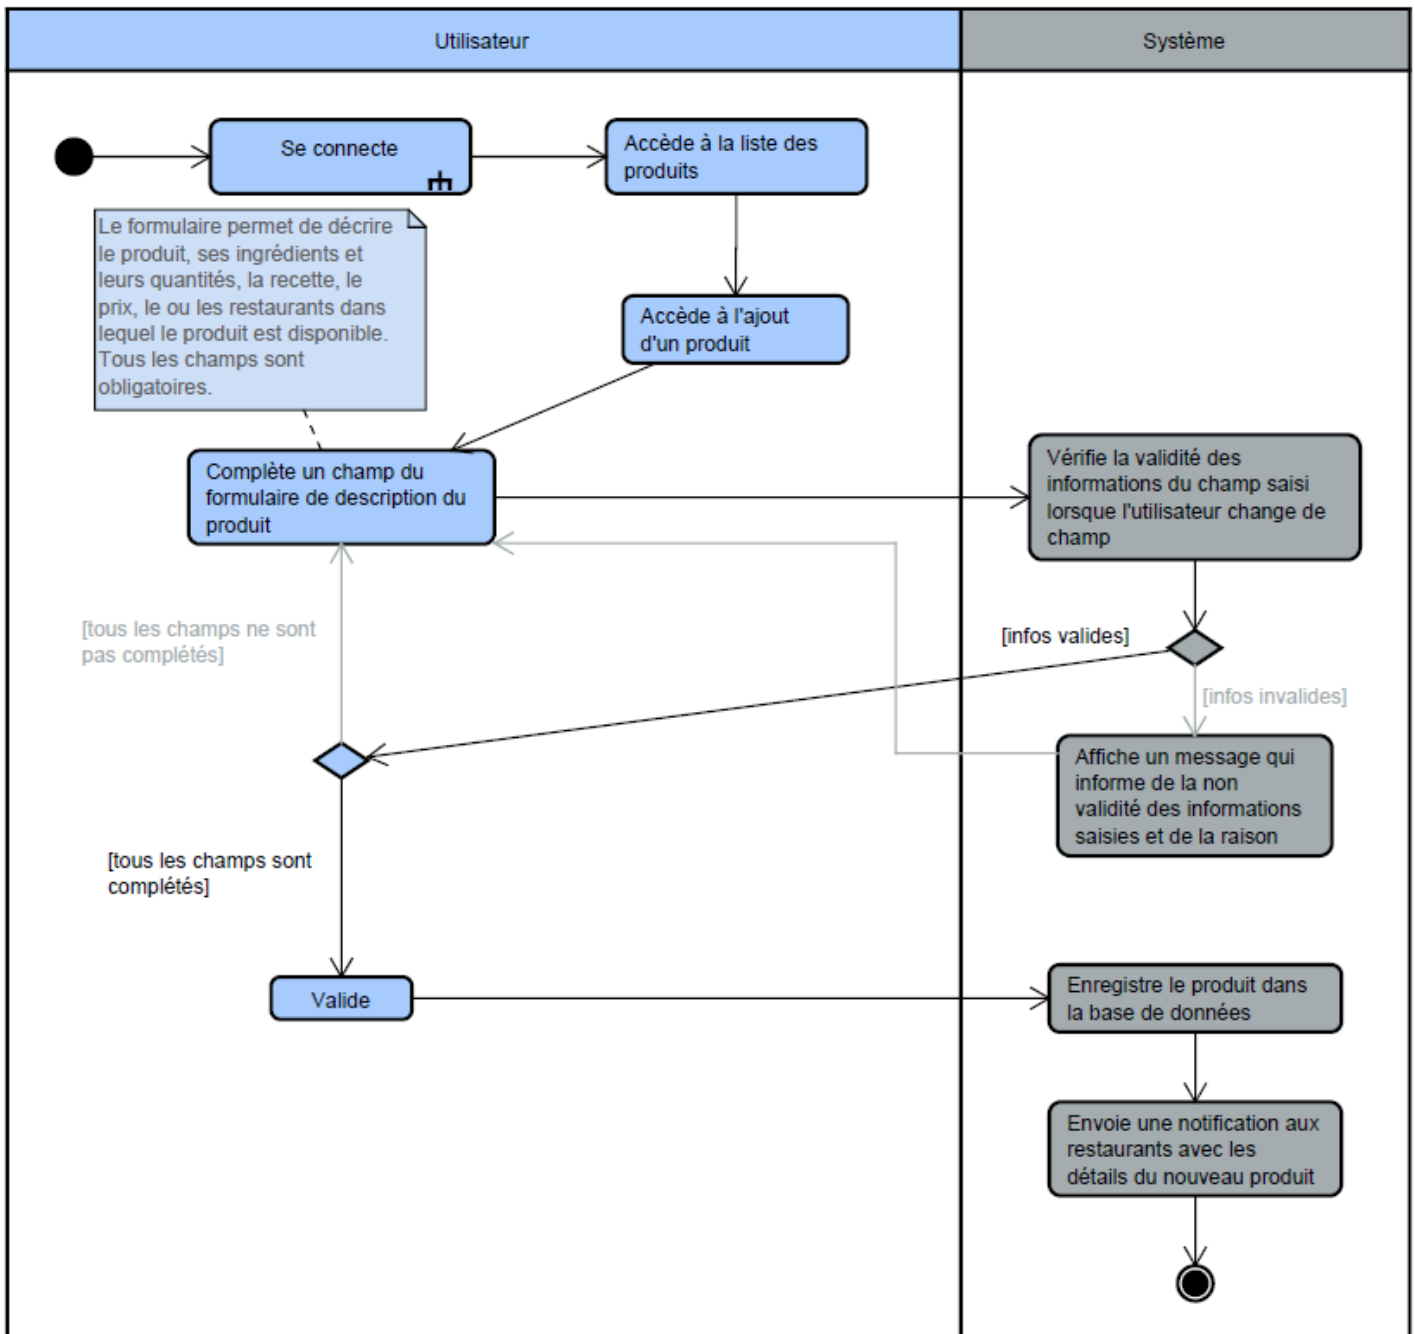 Utilisateur
Système
Se connecte
Accède à la liste des
produits
Le formulaire permet de décrire
le produit, ses ingrédients et
leurs quantités, la recette, le
prix, le ou les restaurants dans
lequel le produit est disponible.
Tous les champs sont
obligatoires.
Accède à l'ajout
d'un produit
Complète un champ du
formulaire de description du
produit
Vérifie la validité des
informations du champ saisi
lorsque l'utilisateur change de
champ
[tous les champs ne sont
pas complétés]
[infos valides]
[infos invalides]
Affiche un message qui
informe de la non
validité des informations
saisies et de la raison
[tous les champs sont
complétés]
Valide
Enregistre le produit dans
la base de données
Envoie une notification aux
restaurants avec les
détails du nouveau produit